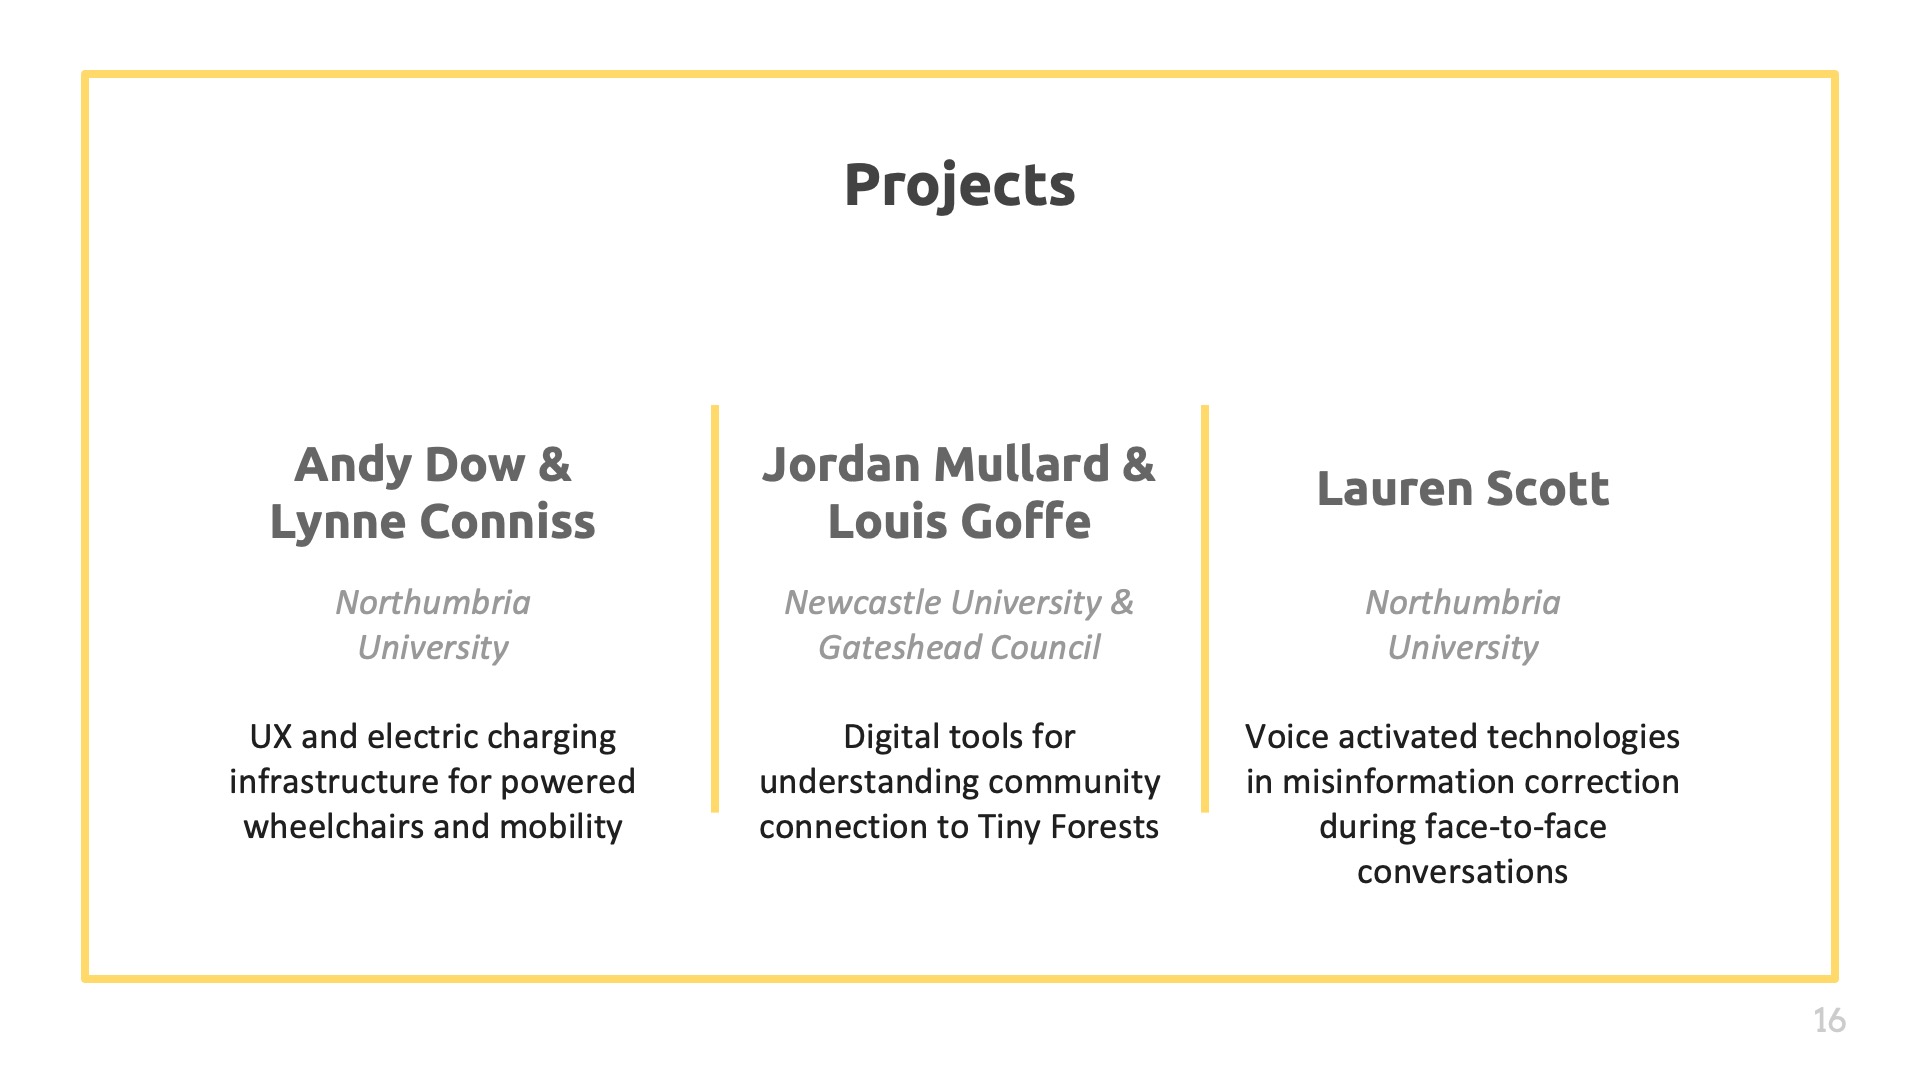 Projects
Andy Dow &
Lynne Conniss
Northumbria
University
UX and electric charging
infrastructure for powered
wheelchairs and mobility
Jordan Mullard &
Louis Goffe
Newcastle University &
Gateshead Council
Digital tools for
understanding community
connection to Tiny Forests
Lauren Scott
Northumbria
University
Voice activated technologies
in misinformation correction
during face-to-face
conversations
16